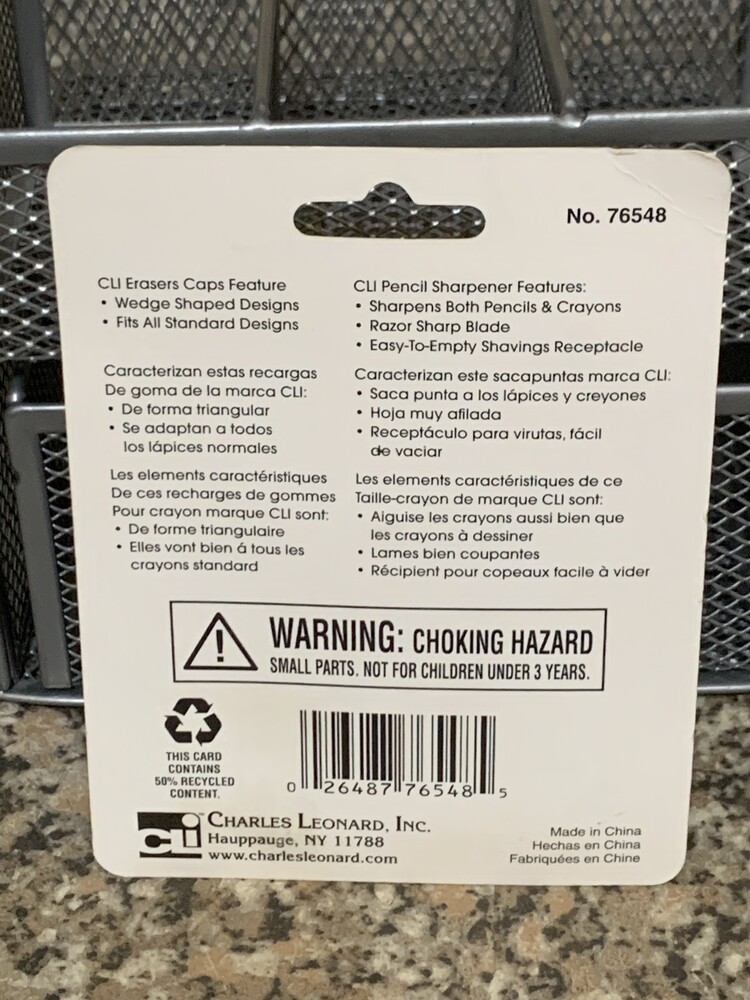 No. 76548
CLI Erasers Caps Feature
• Wedge Shaped Designs
• Fits All Standard Designs
Caracterizan estas recargas
De goma de la marca CLI:
• De forma triangular
• Se adaptan a todos
los lápices normales
Les elements caractéristiques
De ces recharges de gommes
Pour crayon marque CLI sont:
• De forme triangulaire
• Elles vont bien á tous les
crayons standard
CLI Pencil Sharpener Features:
• Sharpens Both Pencils & Crayons
• Razor Sharp Blade
• Easy-To-Empty Shavings Receptacle
Caracterizan este sacapuntas marca CLI:
• Saca punta a los lápices y creyones
• Hoja muy afilada
• Receptáculo para virutas, fácil
de vaciar
Les elements caractéristiques de ce
Taille-crayon de marque CLI sont:
• Aiguise les crayons aussi bien que
les crayons à dessiner
• Lames bien coupantes
• Récipient pour copeaux facile à vider
WARNING: CHOKING HAZARD
SMALL PARTS. NOT FOR CHILDREN UNDER 3 YEARS.
THIS CARD
CONTAINS
50% RECYCLED
CONTENT.
0 26487 76548 5
cli
CHARLES LEONARD, INC.
Hauppauge, NY 11788
www.charlesleonard.com
Made in China
Hechas en China
Fabriquées en Chine